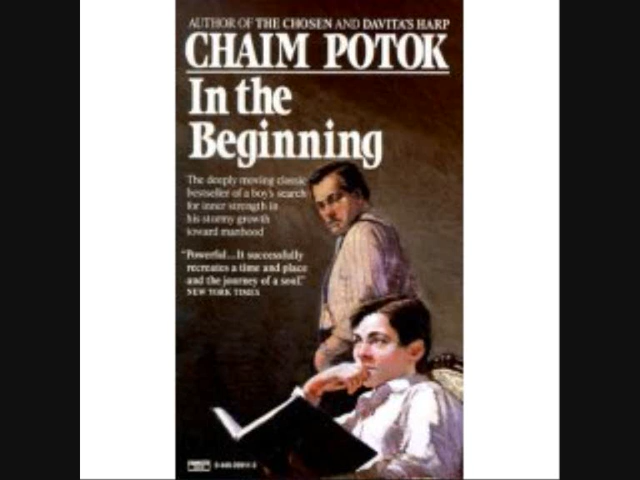 AUTHOR OF THE CHOSEN AND DAVITA'S HARP
CHAIM POTOK
In the
Beginning
The deeply moving classic
bestseller of a boy's search
for inner strength in
his stormy growth
toward manhood
"Powerful...It successfully
recreates a time and place
and the journey of a soul."
NEW YORK TIMES